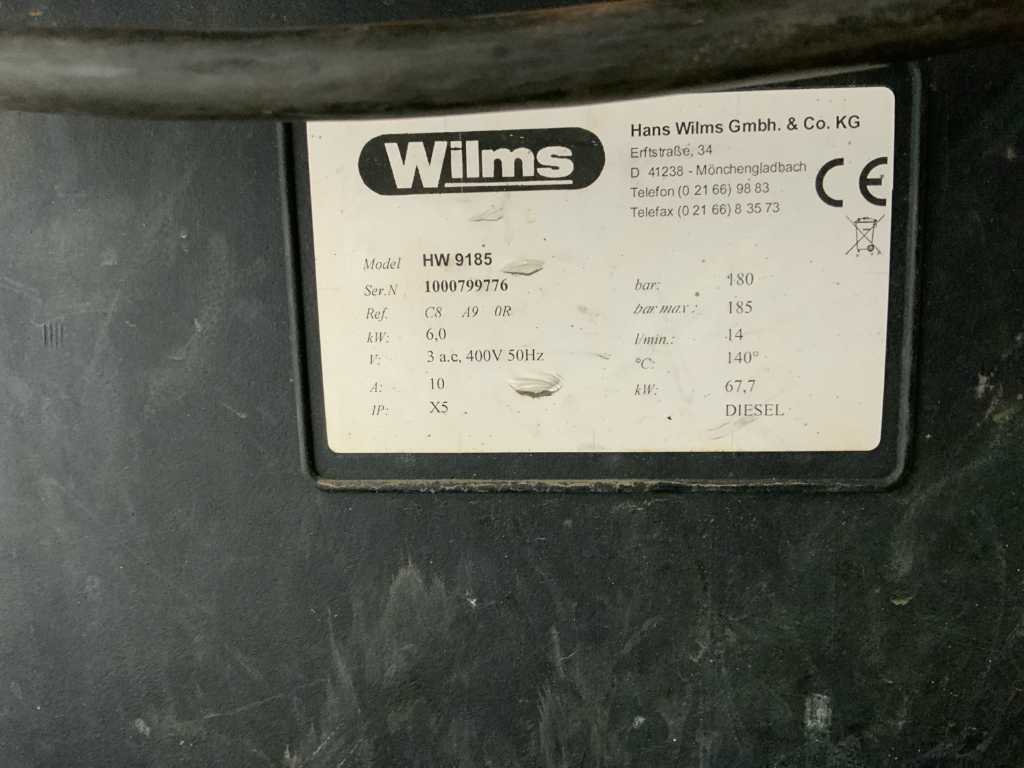 Wilms
Hans Wilms Gmbh. & Co. KG
Erftstraße, 34
D 41238 - Mönchengladbach
Telefon (0 21 66) 98 83
Telefax (0 21 66) 8 35 73
CE
Model HW 9185
Ser.N 1000799776
Ref. C8 A9 0R
kW: 6,0
V: 3 a.c, 400V 50Hz
A: 10
IP: X5
bar: 180
bar max : 185
l/min.: 14
°C: 140°
kW: 67,7
DIESEL